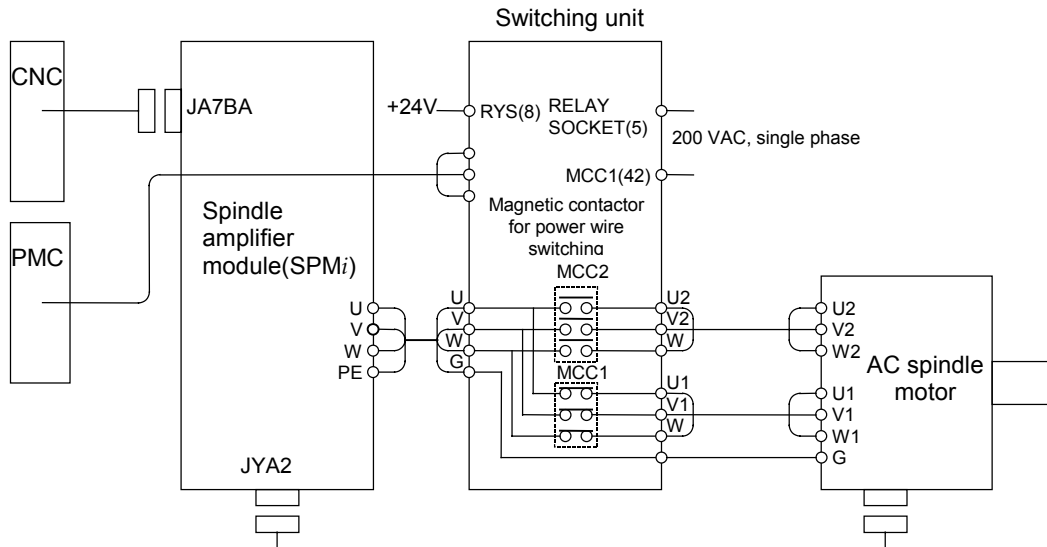 Switching unit
CNC
JA7BA
+24V
RYS(8)
RELAY
SOCKET(5)
200 VAC, single phase
MCC1(42)
Magnetic contactor
for power wire
switching
PMC
Spindle
amplifier
module(SPMi)
MCC2
U
V
W
PE
U
V
W
G
U2
V2
W
MCC1
U1
V1
W
U2
V2
W2
U1
V1
W1
G
AC spindle
motor
JYA2